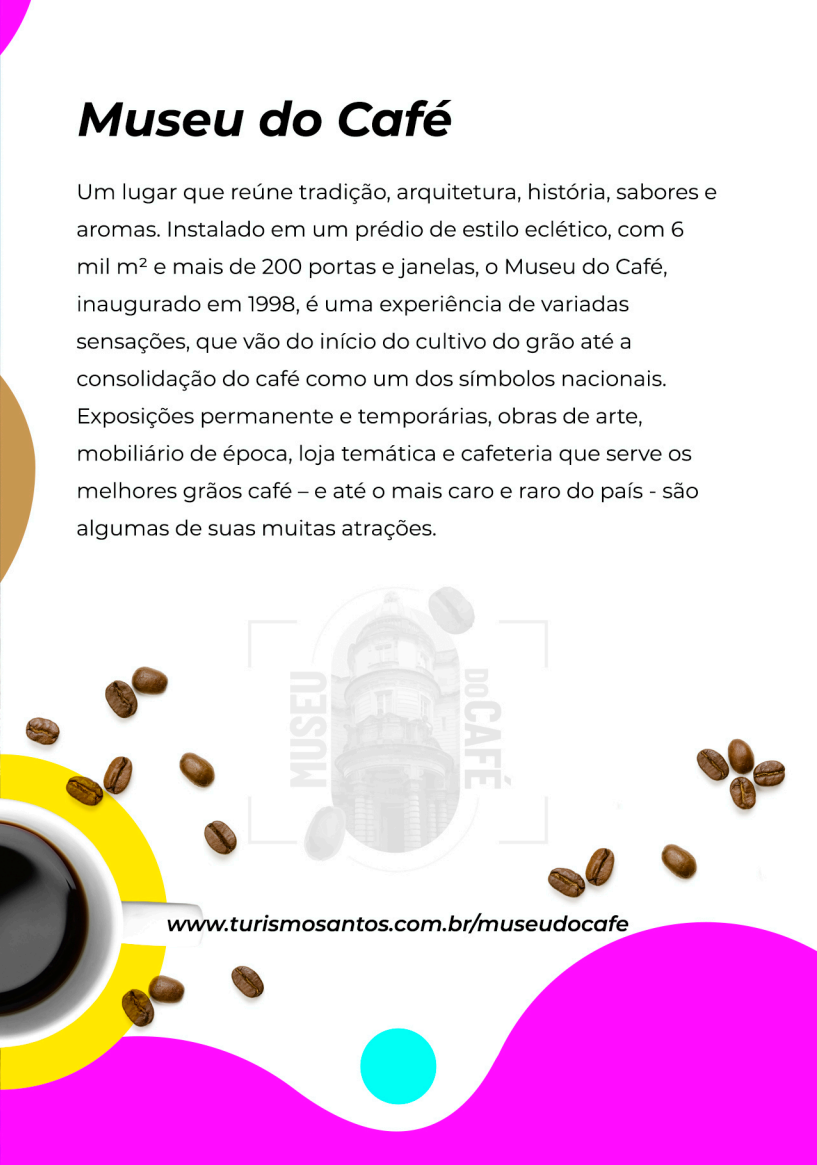 Museu do Café
Um lugar que reúne tradição, arquitetura, história, sabores e
aromas. Instalado em um prédio de estilo eclético, com 6
mil m² e mais de 200 portas e janelas, o Museu do Café,
inaugurado em 1998, é uma experiência de variadas
sensações, que vão do início do cultivo do grão até a
consolidação do café como um dos símbolos nacionais.
Exposições permanente e temporárias, obras de arte,
mobiliário de época, loja temática e cafeteria que serve os
melhores grãos café – e até o mais caro e raro do país - são
algumas de suas muitas atrações.
MUSEU
DO CAFÉ
www.turismosantos.com.br/museudocafe